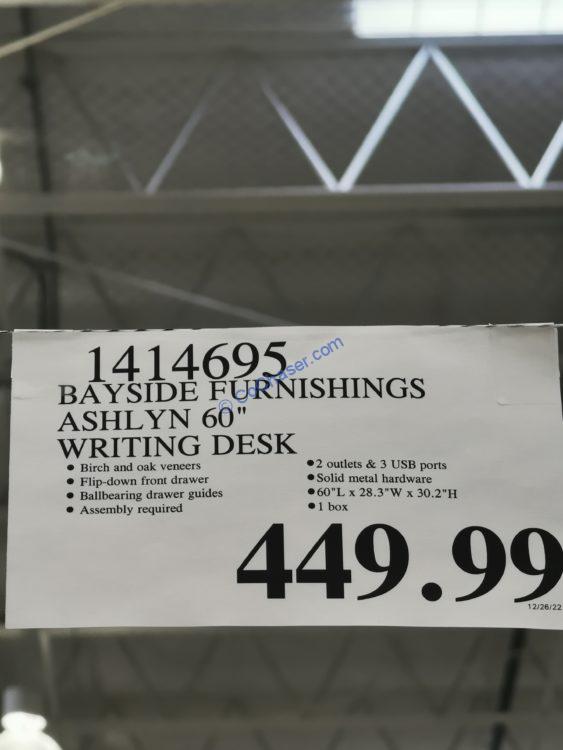 1414695
BAYSIDE FURNISHINGS
ASHLYN 60"
WRITING DESK
• Birch and oak veneers
• Flip-down front drawer
• Ballbearing drawer guides
• Assembly required
• 2 outlets & 3 USB ports
• Solid metal hardware
• 60"L x 28.3"W x 30.2"H
• 1 box
449.99
12/26/22